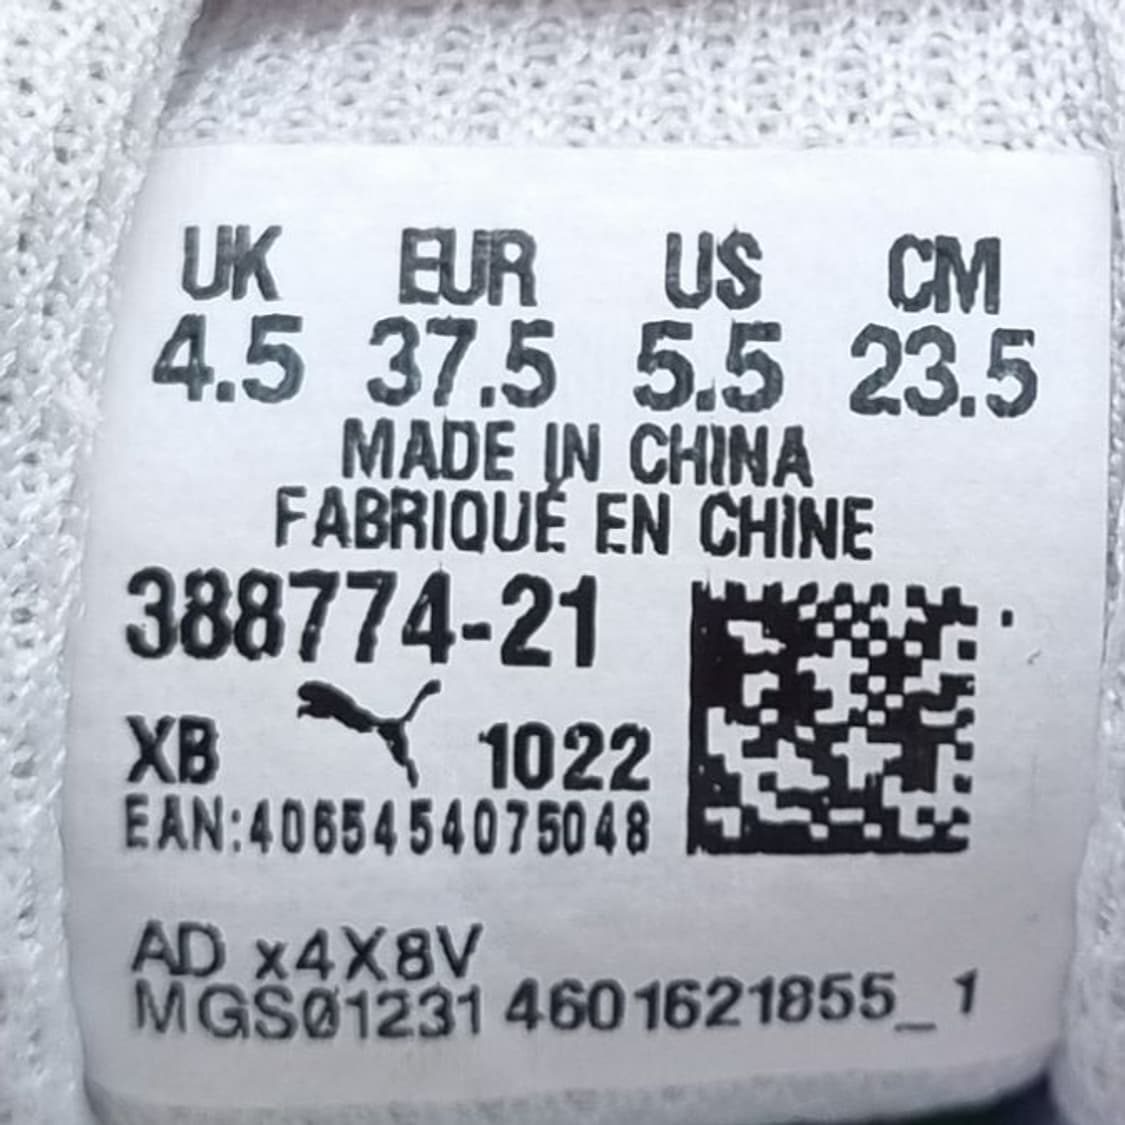 UK EUR US CM
4.5 37.5 5.5 23.5
MADE IN CHINA
FABRIQUÉ EN CHINE
388774-21
XB 1022
EAN:4065454075048
AD x4X8V
MGSØ1231 4601621855_1